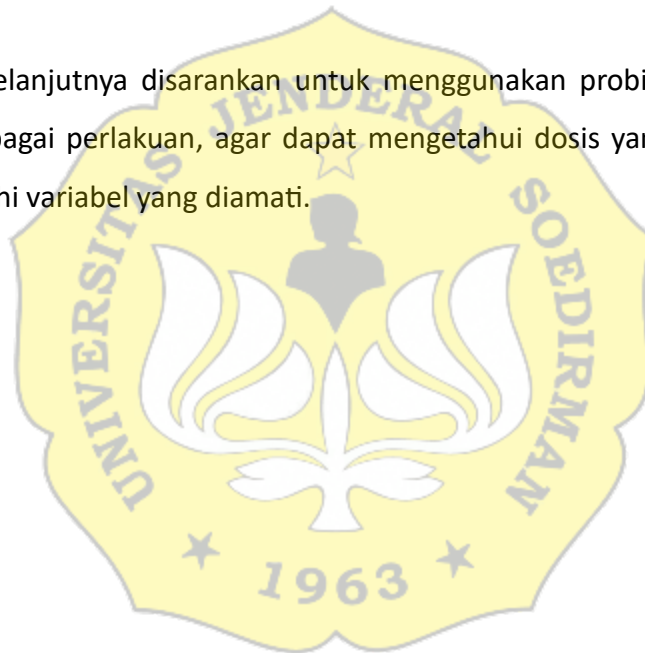 elanjutnya disarankan untuk menggunakan probi
bagai perlakuan, agar dapat mengetahui dosis yan
ni variabel yang diamati.
UNIVERSITAS JENDERAL SOEDIRMAN
1963